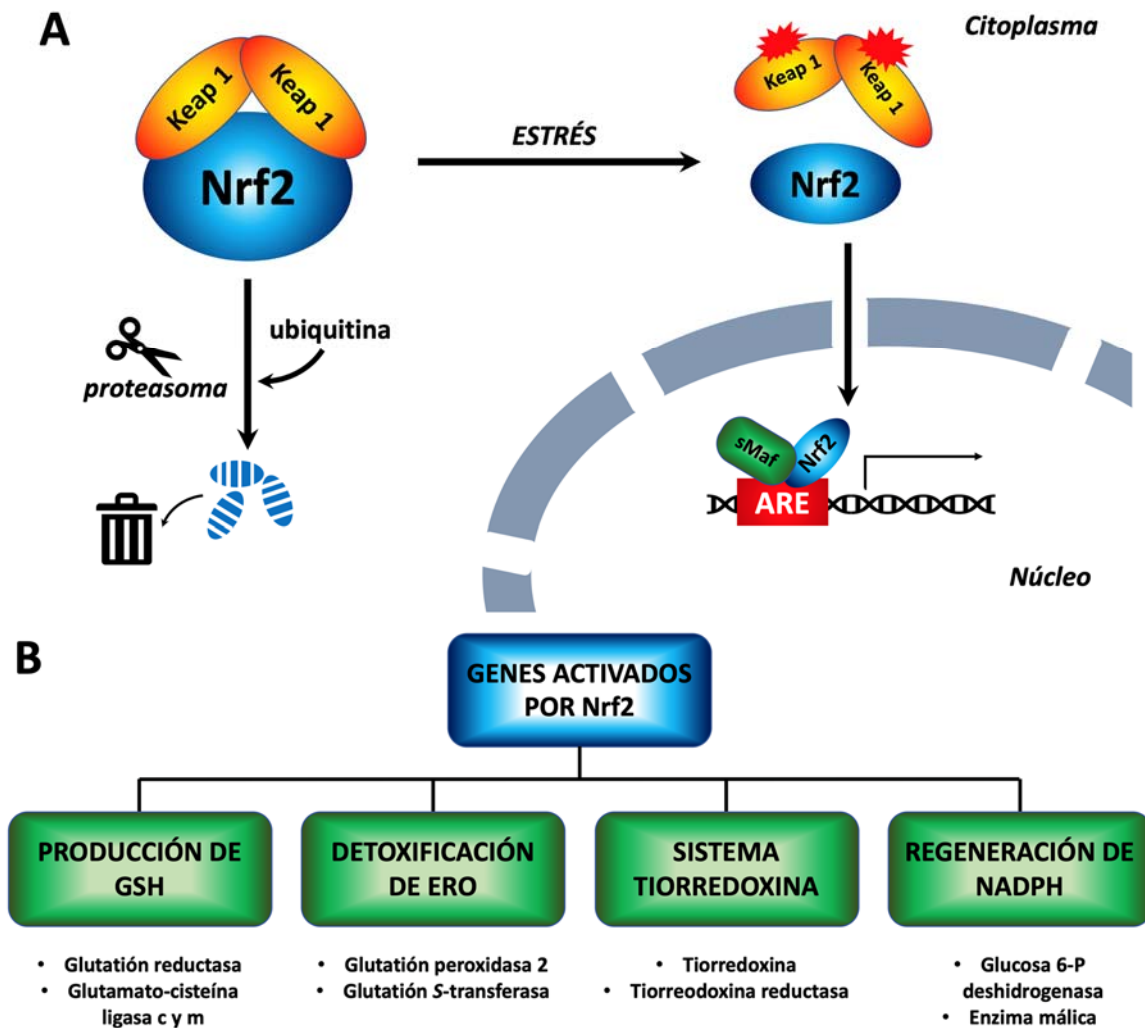 A
Citoplasma
Keap 1
Keap 1
Keap 1
Keap 1
ESTRÉS
Nrf2
Nrf2
ubiquitina
proteasoma
sMaf
Nrf2
ARE
Núcleo
B
GENES ACTIVADOS
POR Nrf2
PRODUCCIÓN DE
GSH
DETOXIFICACIÓN
DE ERO
SISTEMA
TIORREDOXINA
REGENERACIÓN DE
NADPH
• Glutatión reductasa
• Glutamato-cisteína
ligasa c y m
• Glutatión peroxidasa 2
• Glutatión S-transferasa
• Tiorredoxina
• Tiorreodoxina reductasa
• Glucosa 6-P
deshidrogenasa
• Enzima málica